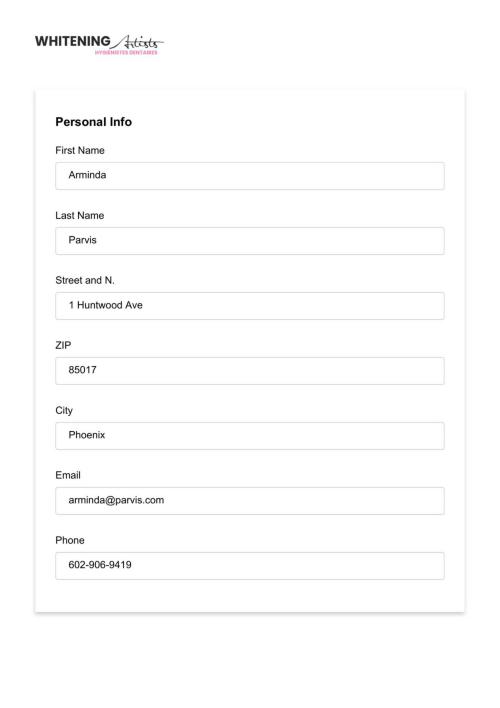 WHITENING Artists
HYGIÉNISTES DENTAIRES
Personal Info
First Name
Arminda
Last Name
Parvis
Street and N.
1 Huntwood Ave
ZIP
85017
City
Phoenix
Email
arminda@parvis.com
Phone
602-906-9419